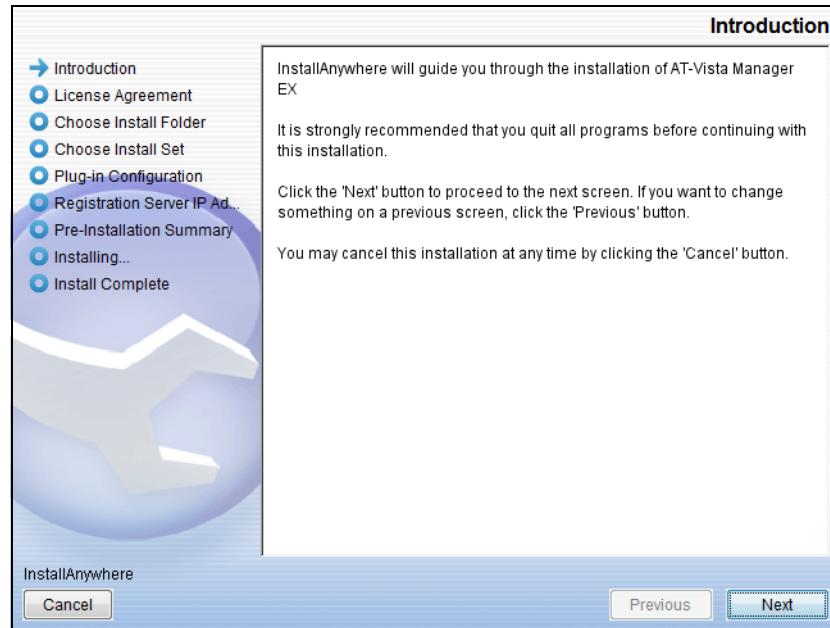 Introduction
Introduction
License Agreement
Choose Install Folder
Choose Install Set
Plug-in Configuration
Registration Server IP Ad...
Pre-Installation Summary
Installing...
Install Complete
InstallAnywhere will guide you through the installation of AT-Vista Manager
EX
It is strongly recommended that you quit all programs before continuing with
this installation.
Click the 'Next' button to proceed to the next screen. If you want to change
something on a previous screen, click the 'Previous' button.
You may cancel this installation at any time by clicking the 'Cancel' button.
InstallAnywhere
Cancel
Previous
Next